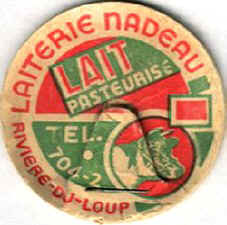 LAITERIE NADEAU
LAIT
PASTEURISÉ
TEL.
704-2
RIVIERE-DU-LOUP